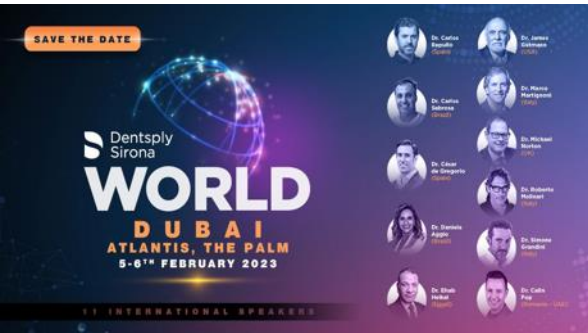 SAVE THE DATE
Dentsply
Sirona
WORLD
DUBAI
ATLANTIS, THE PALM
5-6TH FEBRUARY 2023
11 INTERNATIONAL SPEAKERS
Dr. Carlos
Repullo
(Spain)
Dr. James
Gutmann
(USA)
Dr. Carlos
Sabrosa
(Brazil)
Dr. Marco
Martignoni
(Italy)
Dr. César
de Gregorio
(Spain)
Dr. Michael
Norton
(UK)
Dr. Daniela
Aggio
(Brazil)
Dr. Roberto
Molinari
(Italy)
Dr. Ehab
Heikal
(Egypt)
Dr. Simone
Grandini
(Italy)
Dr. Calin
Pop
(Romania - UAE)